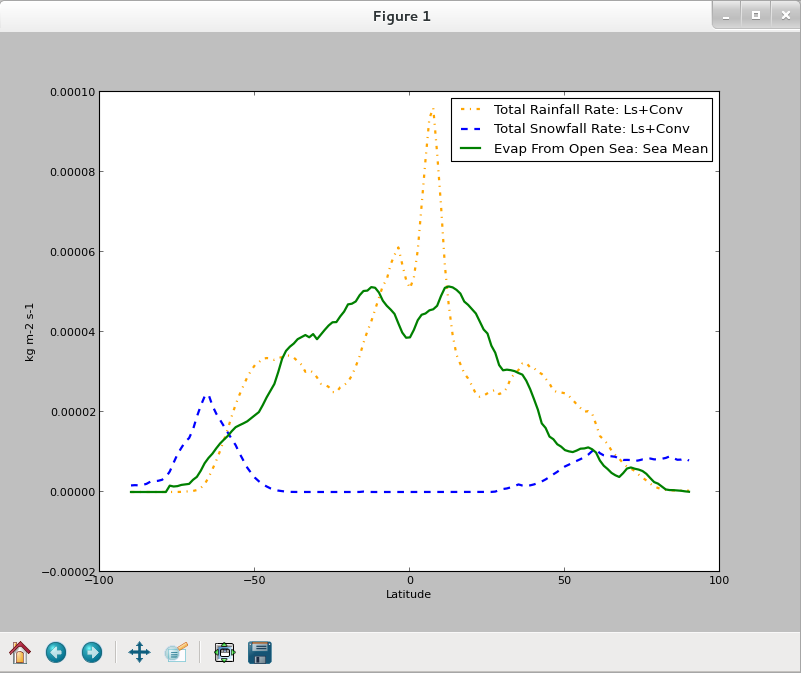 Figure 1
0.00010
0.00008
0.00006
0.00004
0.00002
0.00000
−0.00002
kg m-2 s-1
Total Rainfall Rate: Ls+Conv
Total Snowfall Rate: Ls+Conv
Evap From Open Sea: Sea Mean
−100
−50
0
50
100
Latitude